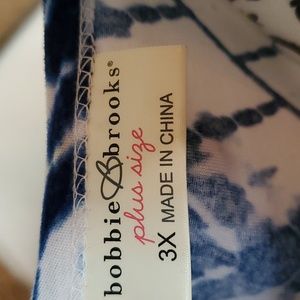 bobbie B brooks®
plus size
3X MADE IN CHINA